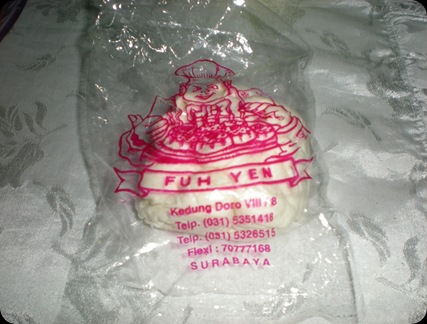 FUH YEN
Kedung Doro VIII / 8
Telp. (031) 5351418
Telp. (031) 5326515
Flexi : 70777168
SURABAYA